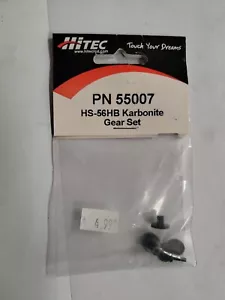 HiTEC
Touch Your Dreams
PN 55007
HS-56HB Karbonite
Gear Set